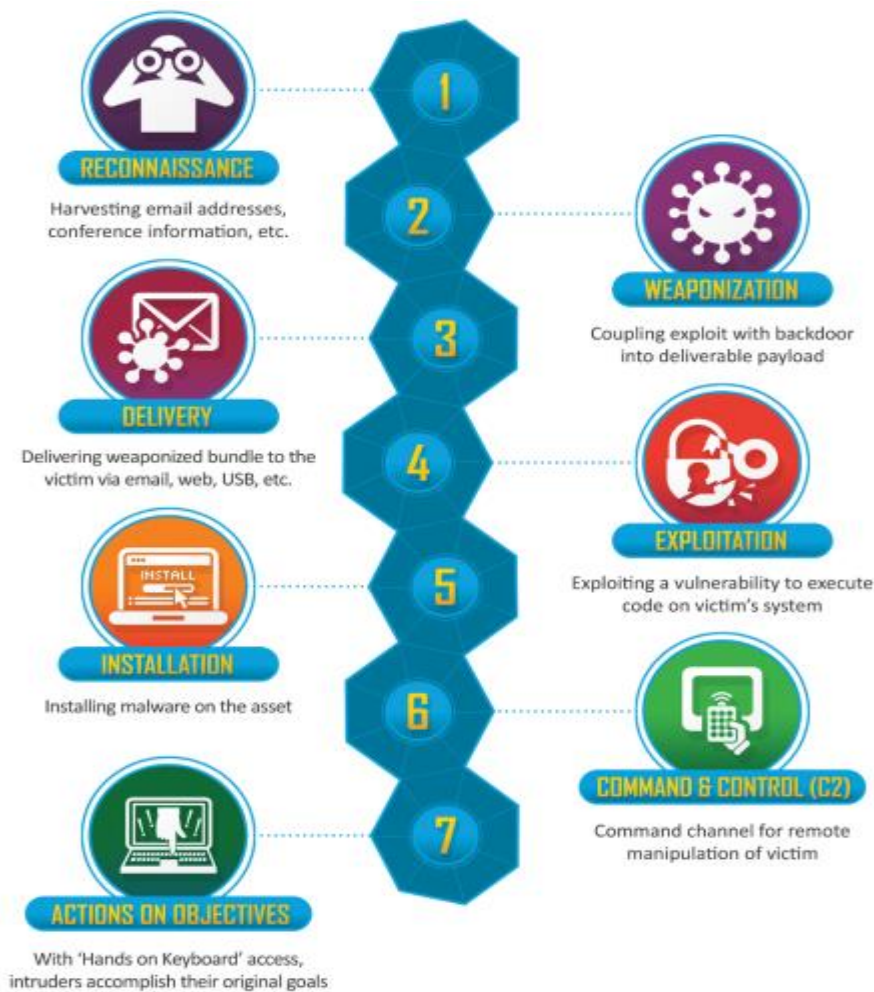 1
RECONNAISSANCE
Harvesting email addresses,
conference information, etc.
2
WEAPONIZATION
Coupling exploit with backdoor
into deliverable payload
3
DELIVERY
Delivering weaponized bundle to the
victim via email, web, USB, etc.
4
EXPLOITATION
Exploiting a vulnerability to execute
code on victim's system
5
INSTALL
INSTALLATION
Installing malware on the asset
6
COMMAND & CONTROL (C2)
Command channel for remote
manipulation of victim
7
ACTIONS ON OBJECTIVES
With 'Hands on Keyboard' access,
intruders accomplish their original goals